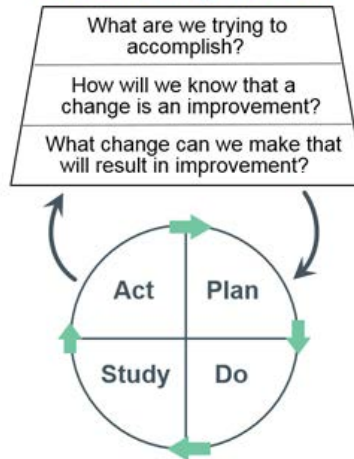 What are we trying to
accomplish?
How will we know that a
change is an improvement?
What change can we make that
will result in improvement?
Act
Plan
Study
Do